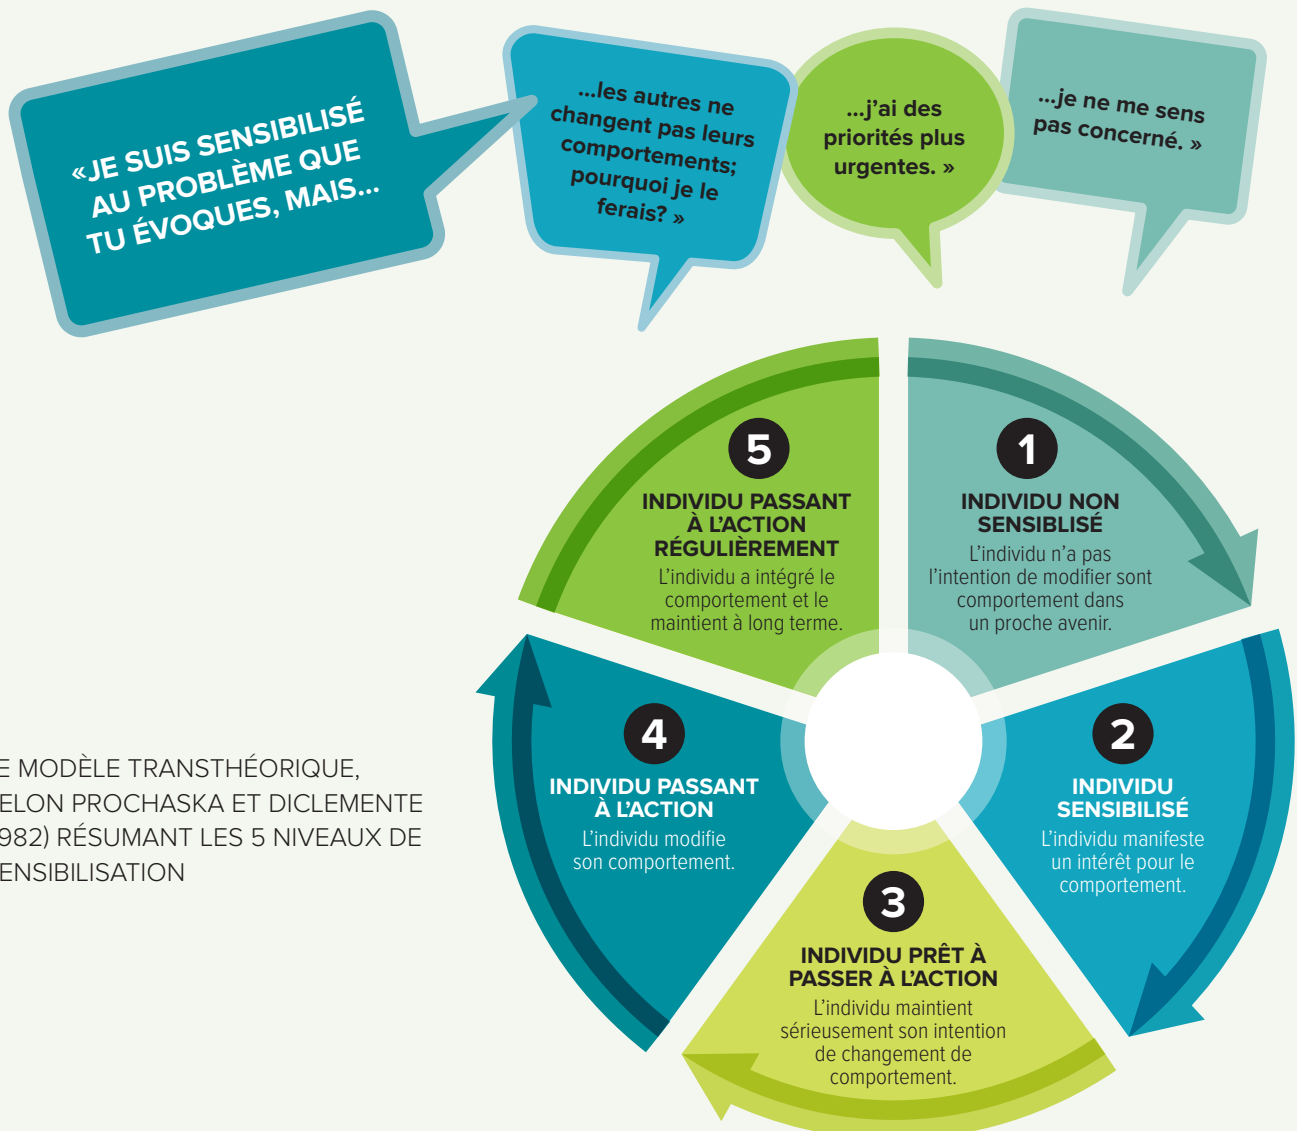 «JE SUIS SENSIBILISÉ
AU PROBLÈME QUE
TU ÉVOQUES, MAIS...
...les autres ne
changent pas leurs
comportements;
pourquoi je le
ferais? »
...j'ai des
priorités plus
urgentes. »
...je ne me sens
pas concerné. »
1
INDIVIDU NON
SENSIBLISÉ
L'individu n'a pas
l'intention de modifier sont
comportement dans
un proche avenir.
2
INDIVIDU
SENSIBILISÉ
L'individu manifeste
un intérêt pour le
comportement.
3
INDIVIDU PRÊT À
PASSER À L'ACTION
L'individu maintient
sérieusement son intention
de changement de
comportement.
4
INDIVIDU PASSANT
À L'ACTION
L'individu modifie
son comportement.
5
INDIVIDU PASSANT
À L'ACTION
RÉGULIÈREMENT
L'individu a intégré le
comportement et le
maintient à long terme.
E MODÈLE TRANSTHÉORIQUE,
ELON PROCHASKA ET DICLEMENTE
982) RÉSUMANT LES 5 NIVEAUX DE
ENSIBILISATION